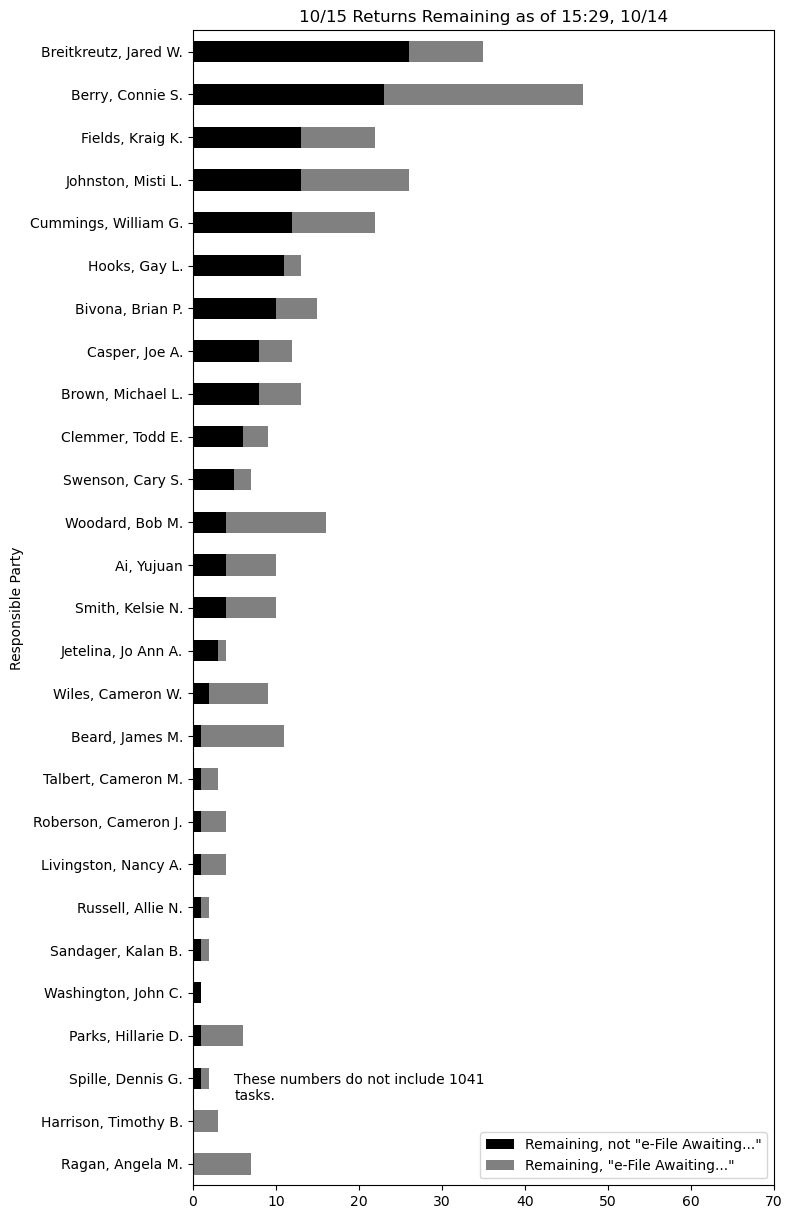 10/15 Returns Remaining as of 15:29, 10/14
Breitkreutz, Jared W.
Berry, Connie S.
Fields, Kraig K.
Johnston, Misti L.
Cummings, William G.
Hooks, Gay L.
Bivona, Brian P.
Casper, Joe A.
Brown, Michael L.
Clemmer, Todd E.
Swenson, Cary S.
Woodard, Bob M.
Ai, Yujuan
Smith, Kelsie N.
Jetelina, Jo Ann A.
Wiles, Cameron W.
Beard, James M.
Talbert, Cameron M.
Roberson, Cameron J.
Livingston, Nancy A.
Russell, Allie N.
Sandager, Kalan B.
Washington, John C.
Parks, Hillarie D.
Spille, Dennis G.
Harrison, Timothy B.
Ragan, Angela M.
Responsible Party
These numbers do not include 1041
tasks.
Remaining, not "e-File Awaiting..."
Remaining, "e-File Awaiting..."
0 10 20 30 40 50 60 70